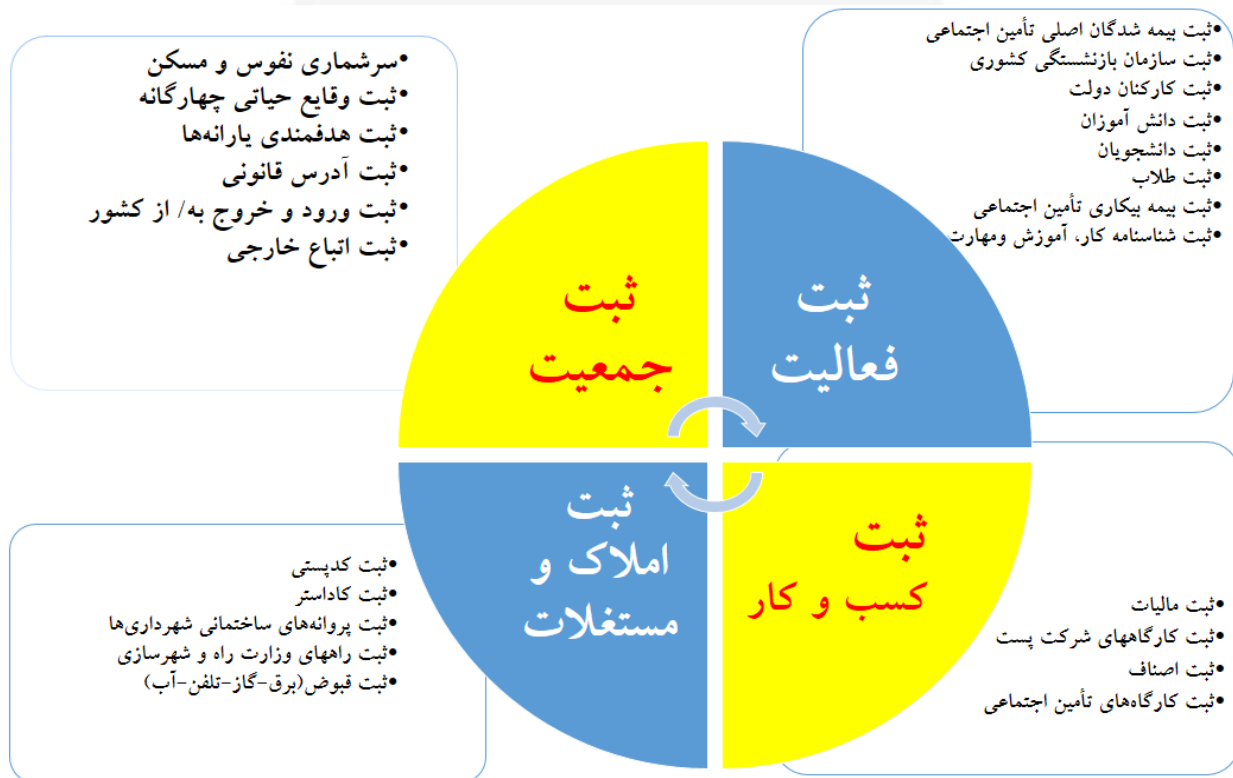 •ثبت بیمه شدگان اصلی تأمین اجتماعی
•ثبت سازمان بازنشستگی کشوری
•ثبت کارکنان دولت
•ثبت دانش آموزان
•ثبت دانشجویان
•ثبت طلاب
•ثبت بیمه بیکاری تأمین اجتماعی
•ثبت شناسنامه کار، آموزش ومهارت
ثبت
فعالیت
•سرشماری نفوس و مسکن
•ثبت وقایع حیاتی چهارگانه
•ثبت هدفمندی یارانه‌ها
•ثبت آدرس قانونی
•ثبت ورود و خروج به/ از کشور
•ثبت اتباع خارجی
ثبت
جمعیت
ثبت
کسب و کار
•ثبت مالیات
•ثبت کارگاههای شرکت پست
•ثبت اصناف
•ثبت کارگاه‌های تأمین اجتماعی
ثبت
املاک و
مستغلات
•ثبت کدپستی
•ثبت کاداستر
•ثبت پروانه‌های ساختمانی شهرداری‌ها
•ثبت راههای وزارت راه و شهرسازی
•ثبت قبوض(برق-گاز-تلفن-آب)